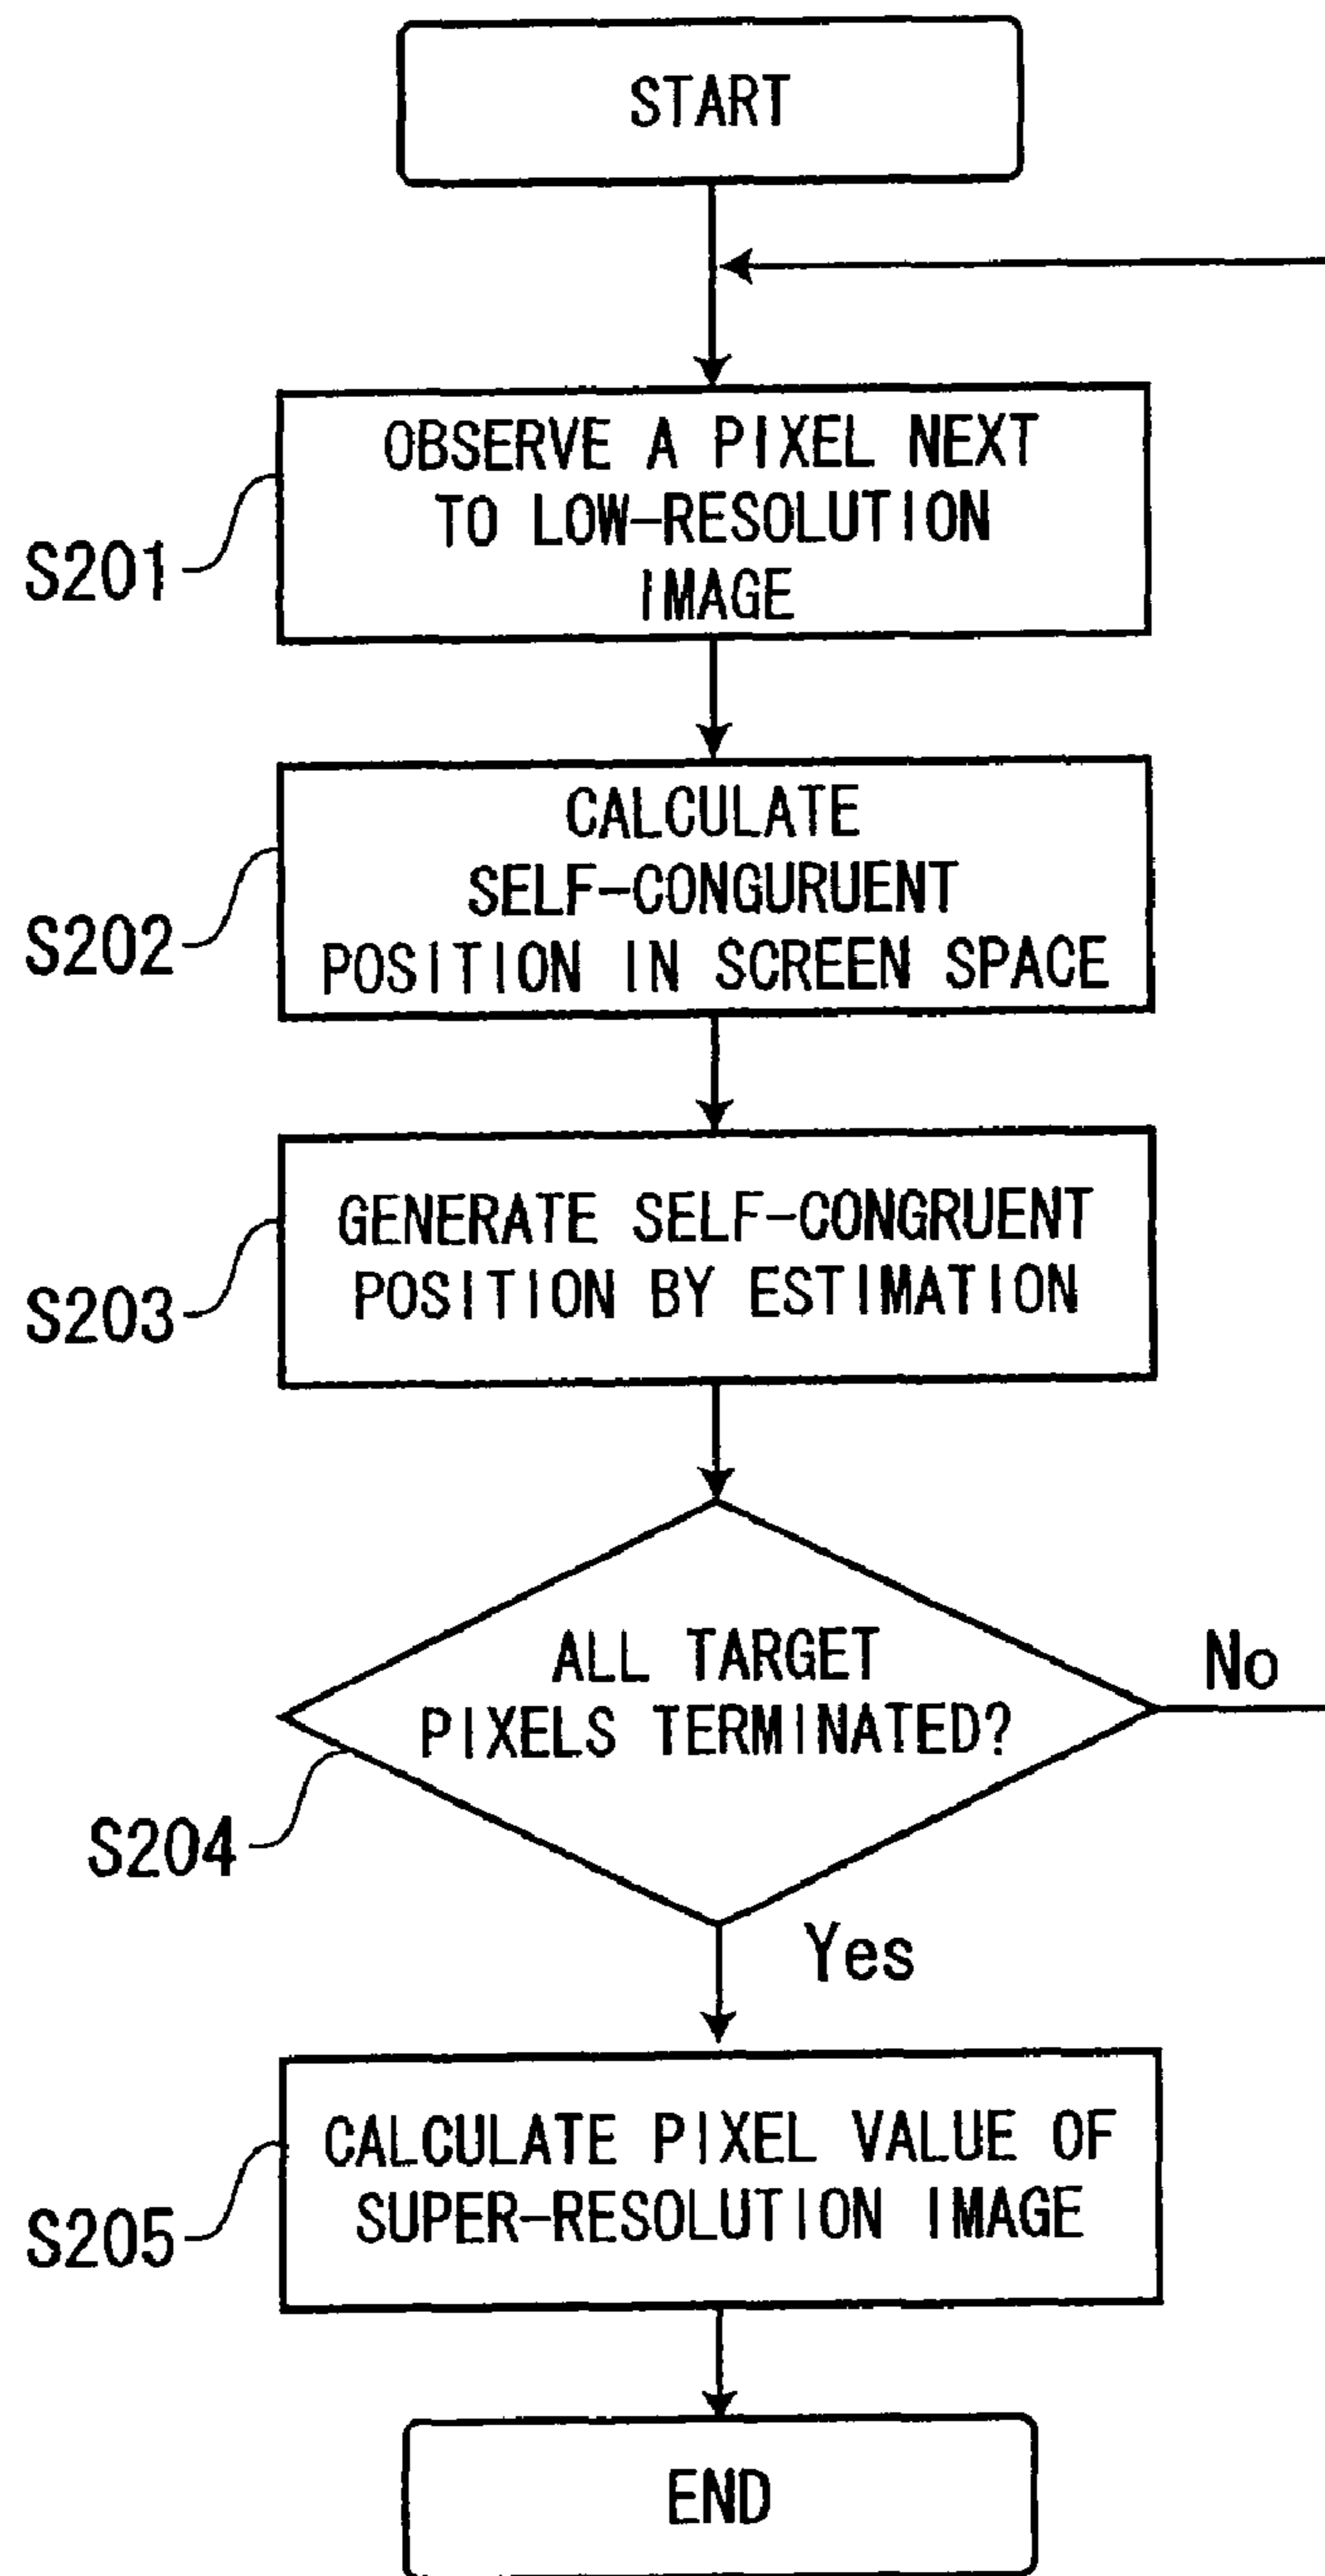 START
OBSERVE A PIXEL NEXT
TO LOW-RESOLUTION
IMAGE
S201
CALCULATE
SELF-CONGURUENT
POSITION IN SCREEN SPACE
S202
GENERATE SELF-CONGRUENT
POSITION BY ESTIMATION
S203
ALL TARGET
PIXELS TERMINATED?
No
S204
Yes
CALCULATE PIXEL VALUE OF
SUPER-RESOLUTION IMAGE
S205
END